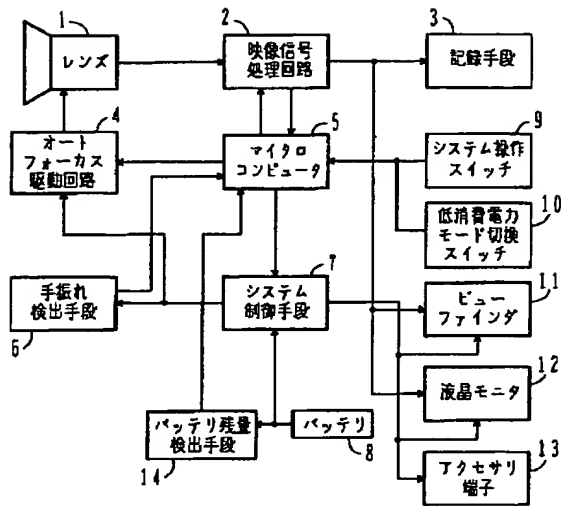 1
レンズ
2
映像信号
処理回路
3
記録手段
4
オート
フォーカス
駆動回路
5
マイクロ
コンピュータ
9
システム操作
スイッチ
10
低消費電力
モード切換
スイッチ
手振れ
検出手段
6
7
システム
制御手段
11
ビュー
ファインダ
12
液晶モニタ
バッテリ残量
検出手段
14
バッテリ
8
13
アクセサリ
端子